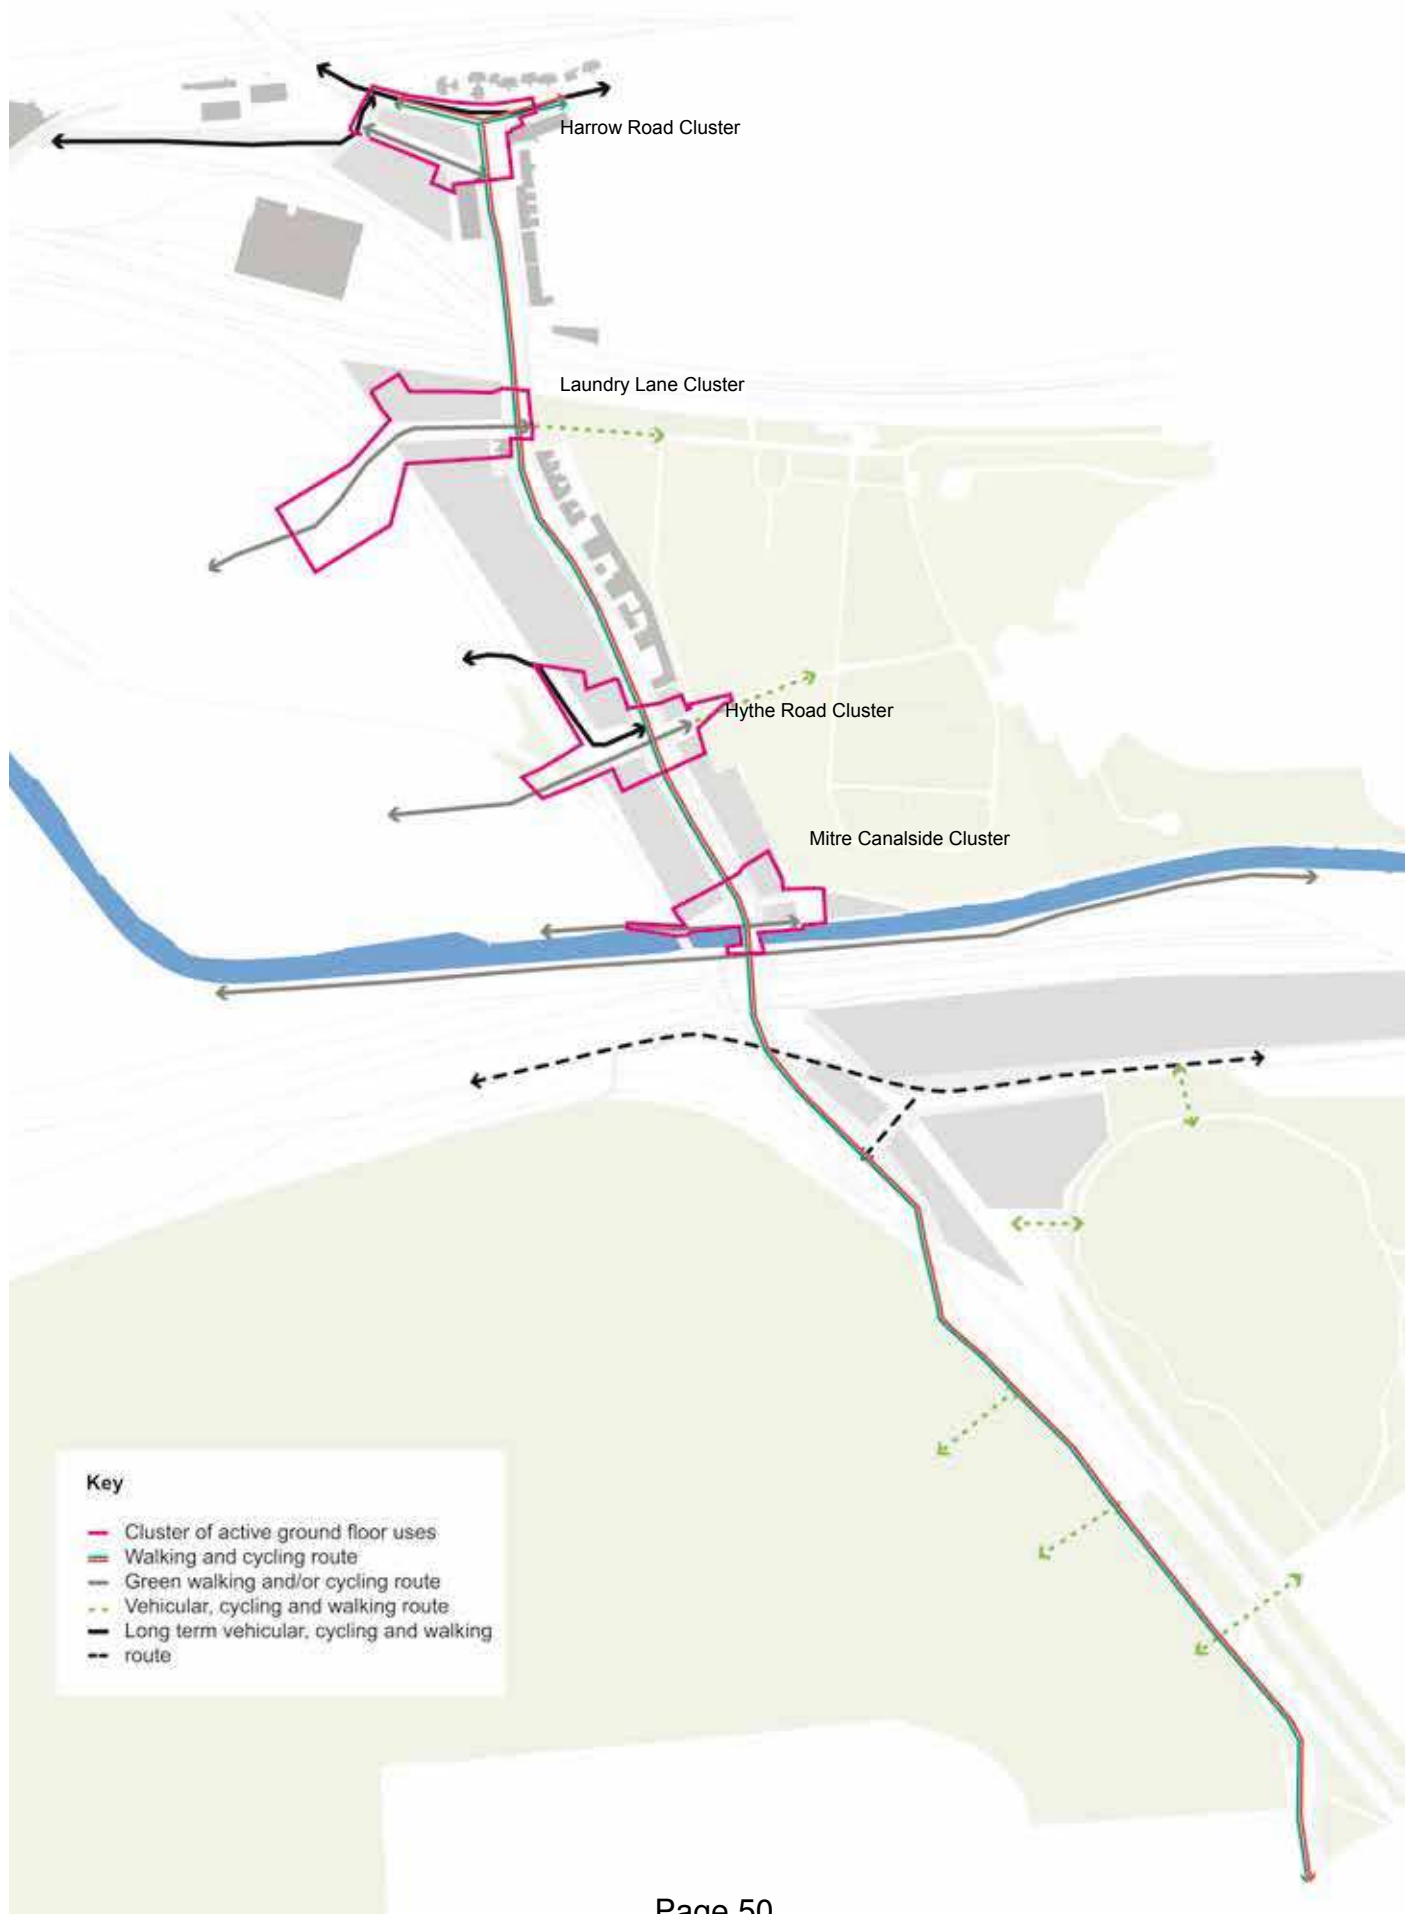 Harrow Road Cluster
Laundry Lane Cluster
Hythe Road Cluster
Mitre Canalside Cluster
Key
Cluster of active ground floor uses
Walking and cycling route
Green walking and/or cycling route
Vehicular, cycling and walking route
Long term vehicular, cycling and walking
route
Page 50